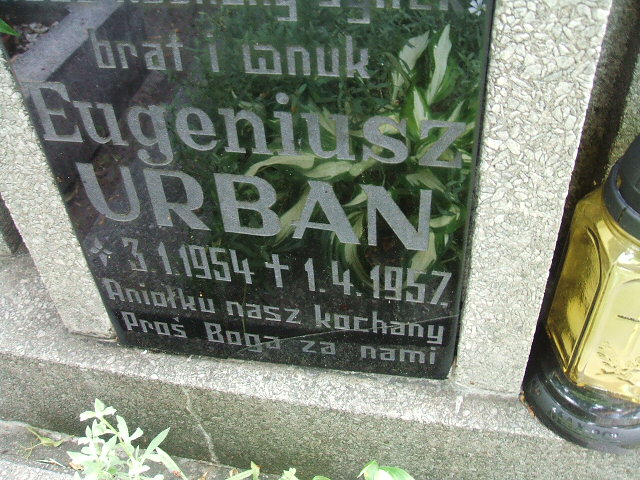 brat i wnuk
Eugeniusz
URBAN
* 3.1.1954 † 1.4.1957.
Aniołku nasz kochany
Proś Boga za nami